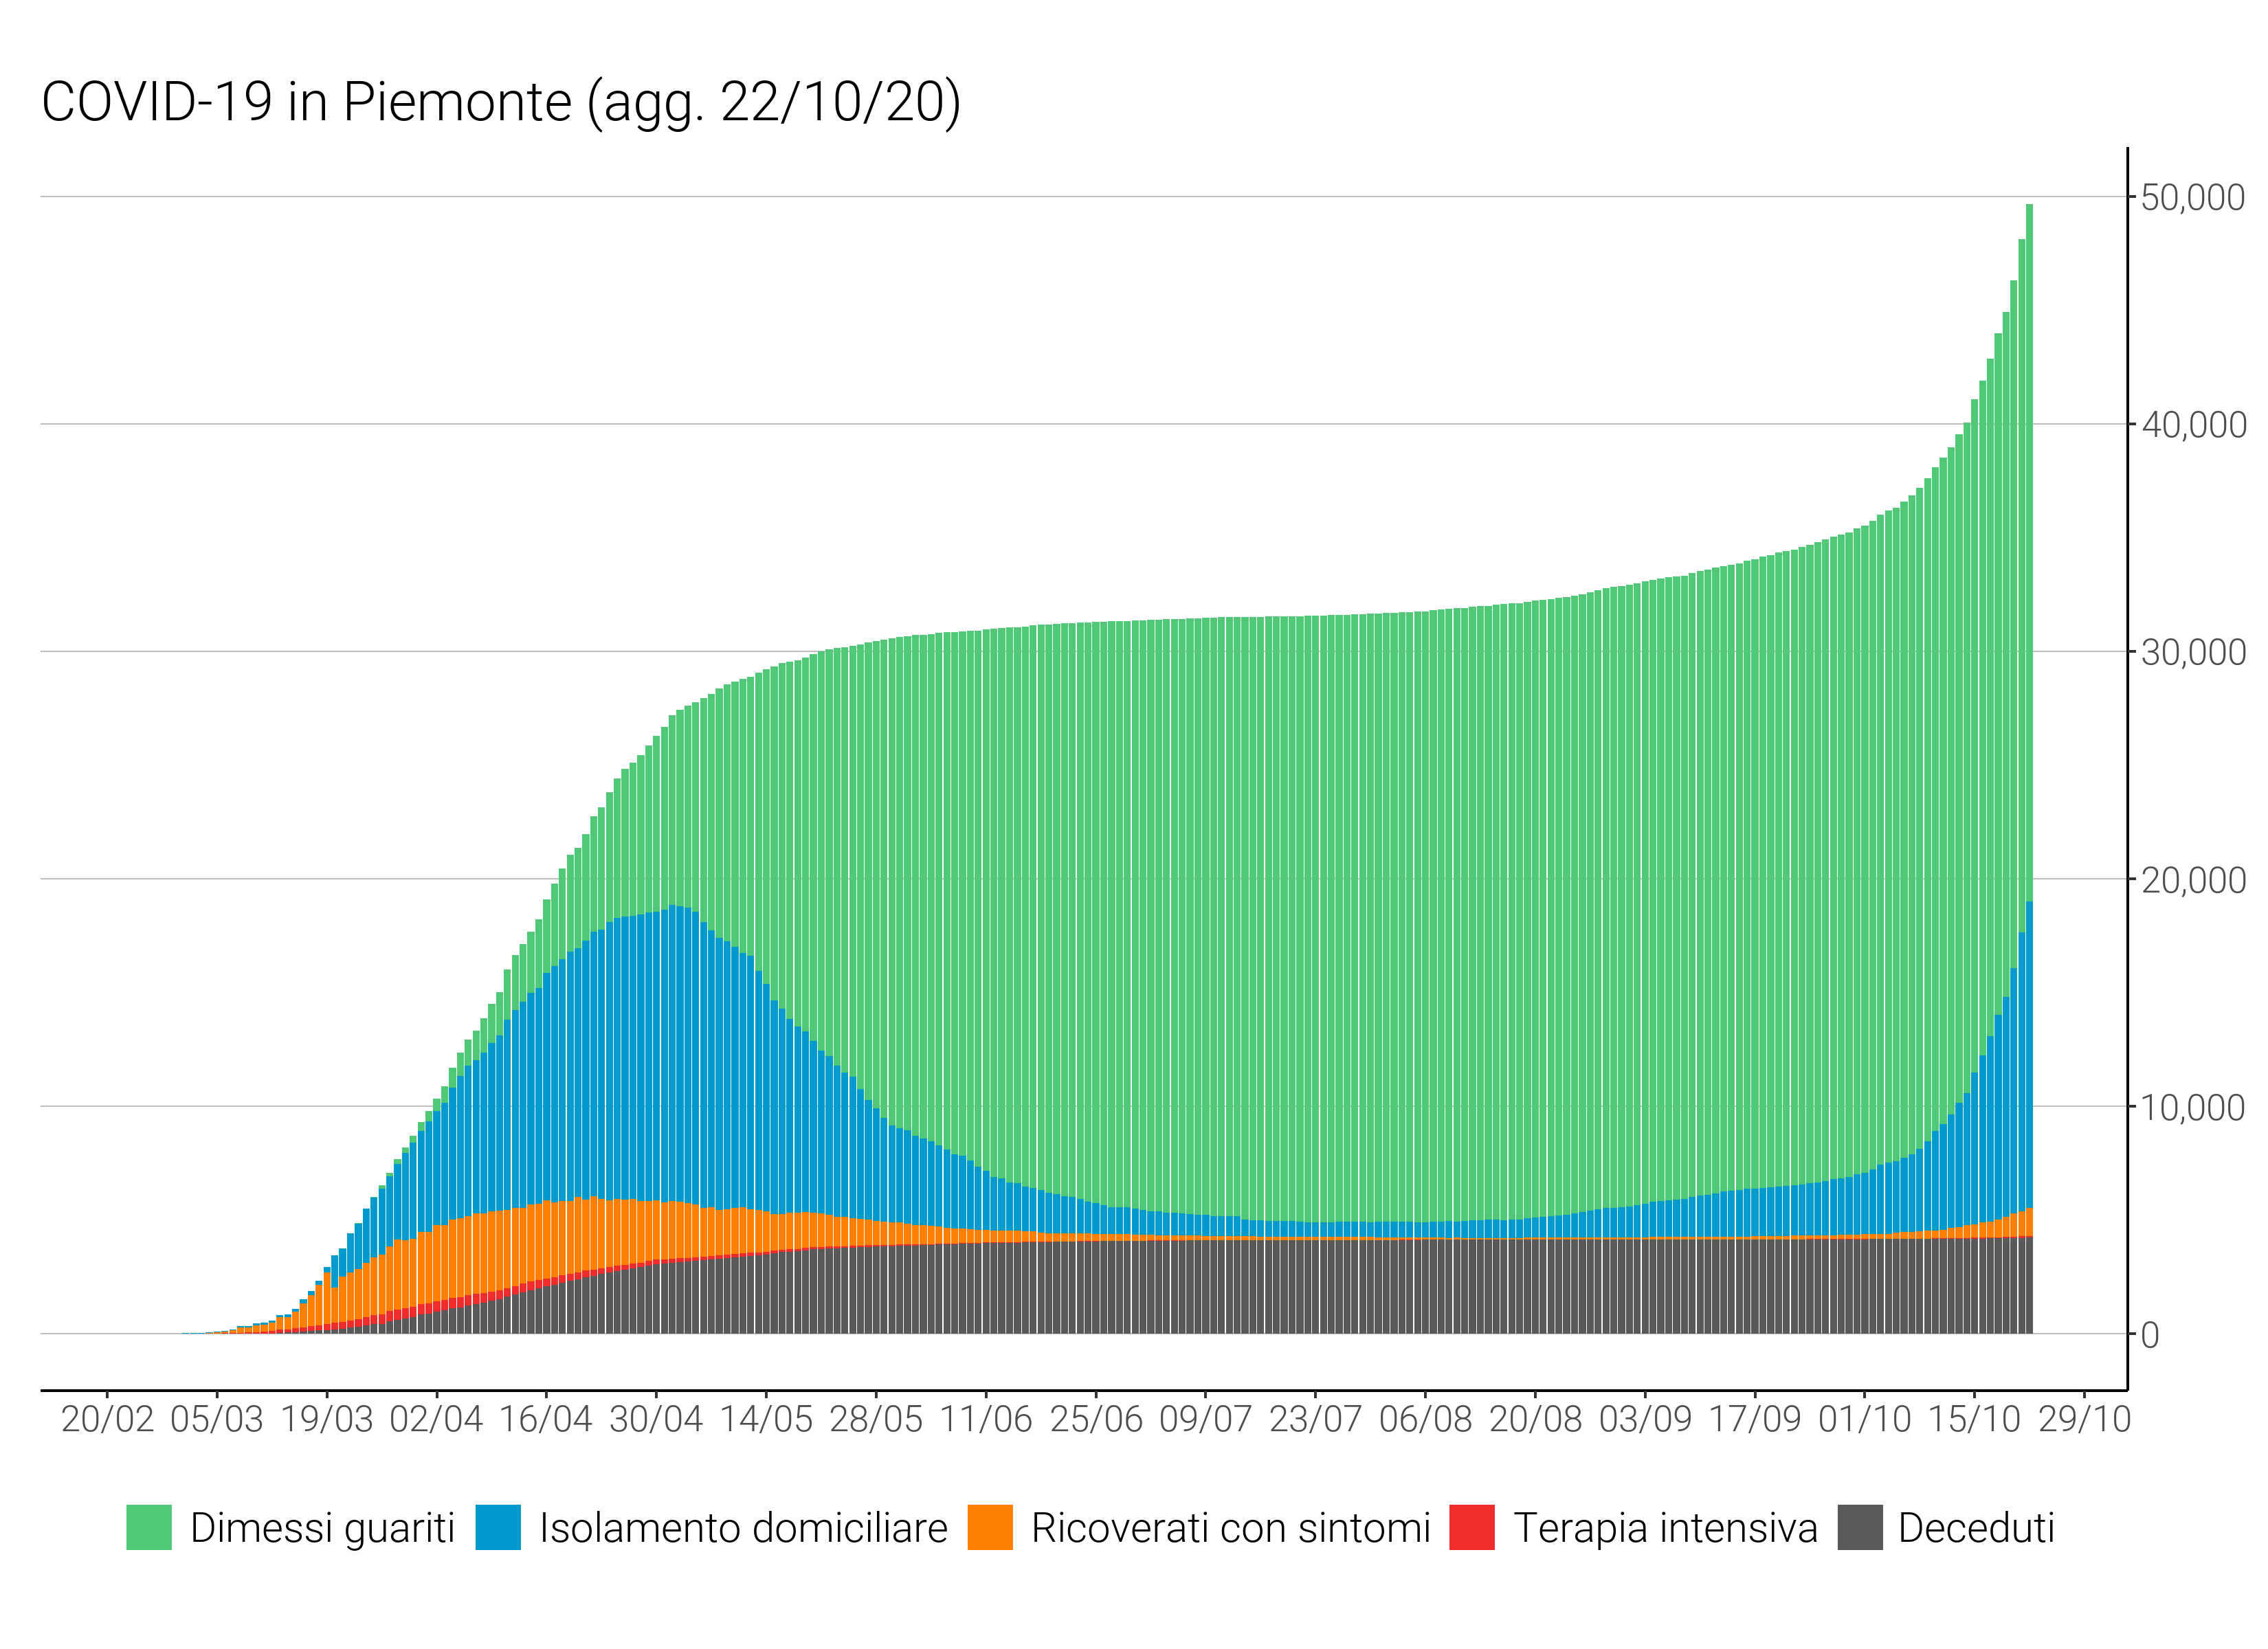 COVID-19 in Piemonte (agg. 22/10/20)
50,000
40,000
30,000
20,000
10,000
0
20/02 05/03 19/03 02/04 16/04 30/04 14/05 28/05 11/06 25/06 09/07 23/07 06/08 20/08 03/09 17/09 01/10 15/10 29/10
Dimessi guariti Isolamento domiciliare Ricoverati con sintomi Terapia intensiva Deceduti